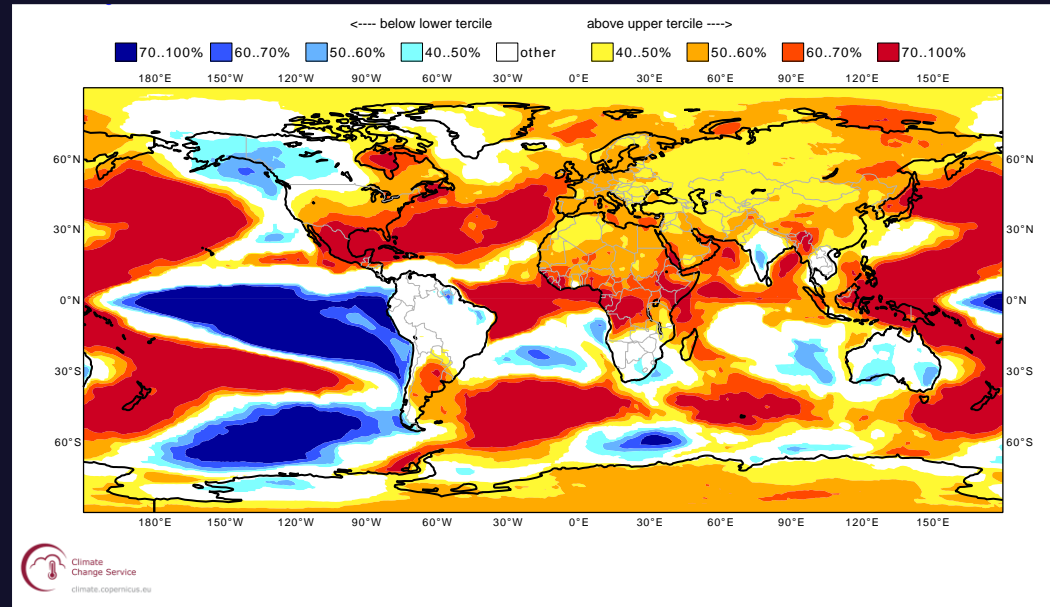 <---- below lower tercile above upper tercile ---->
70..100% 60..70% 50..60% 40..50% other 40..50% 50..60% 60..70% 70..100%
180°E 150°W 120°W 90°W 60°W 30°W 0°E 30°E 60°E 90°E 120°E 150°E
60°N 60°N
30°N 30°N
0°N 0°N
30°S 30°S
60°S 60°S
180°E 150°W 120°W 90°W 60°W 30°W 0°E 30°E 60°E 90°E 120°E 150°E
Climate
Change Service
climate.copernicus.eu